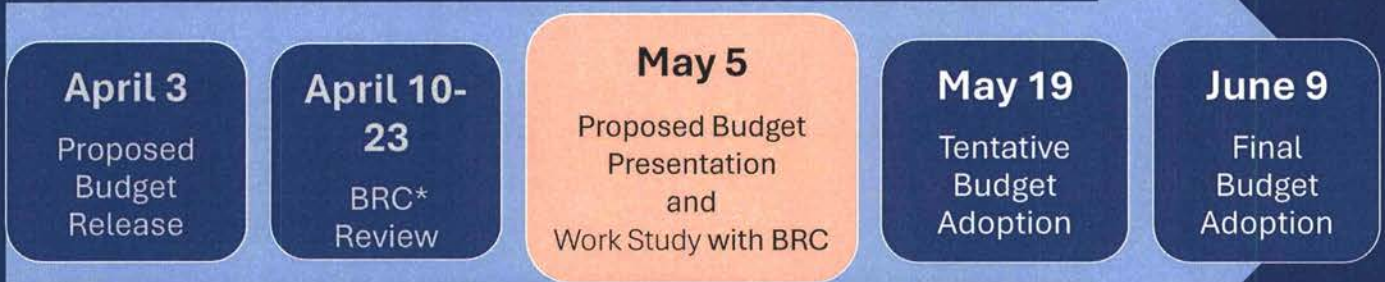 April 3
Proposed
Budget
Release
April 10-
23
BRC*
Review
May 5
Proposed Budget
Presentation
and
Work Study with BRC
May 19
Tentative
Budget
Adoption
June 9
Final
Budget
Adoption